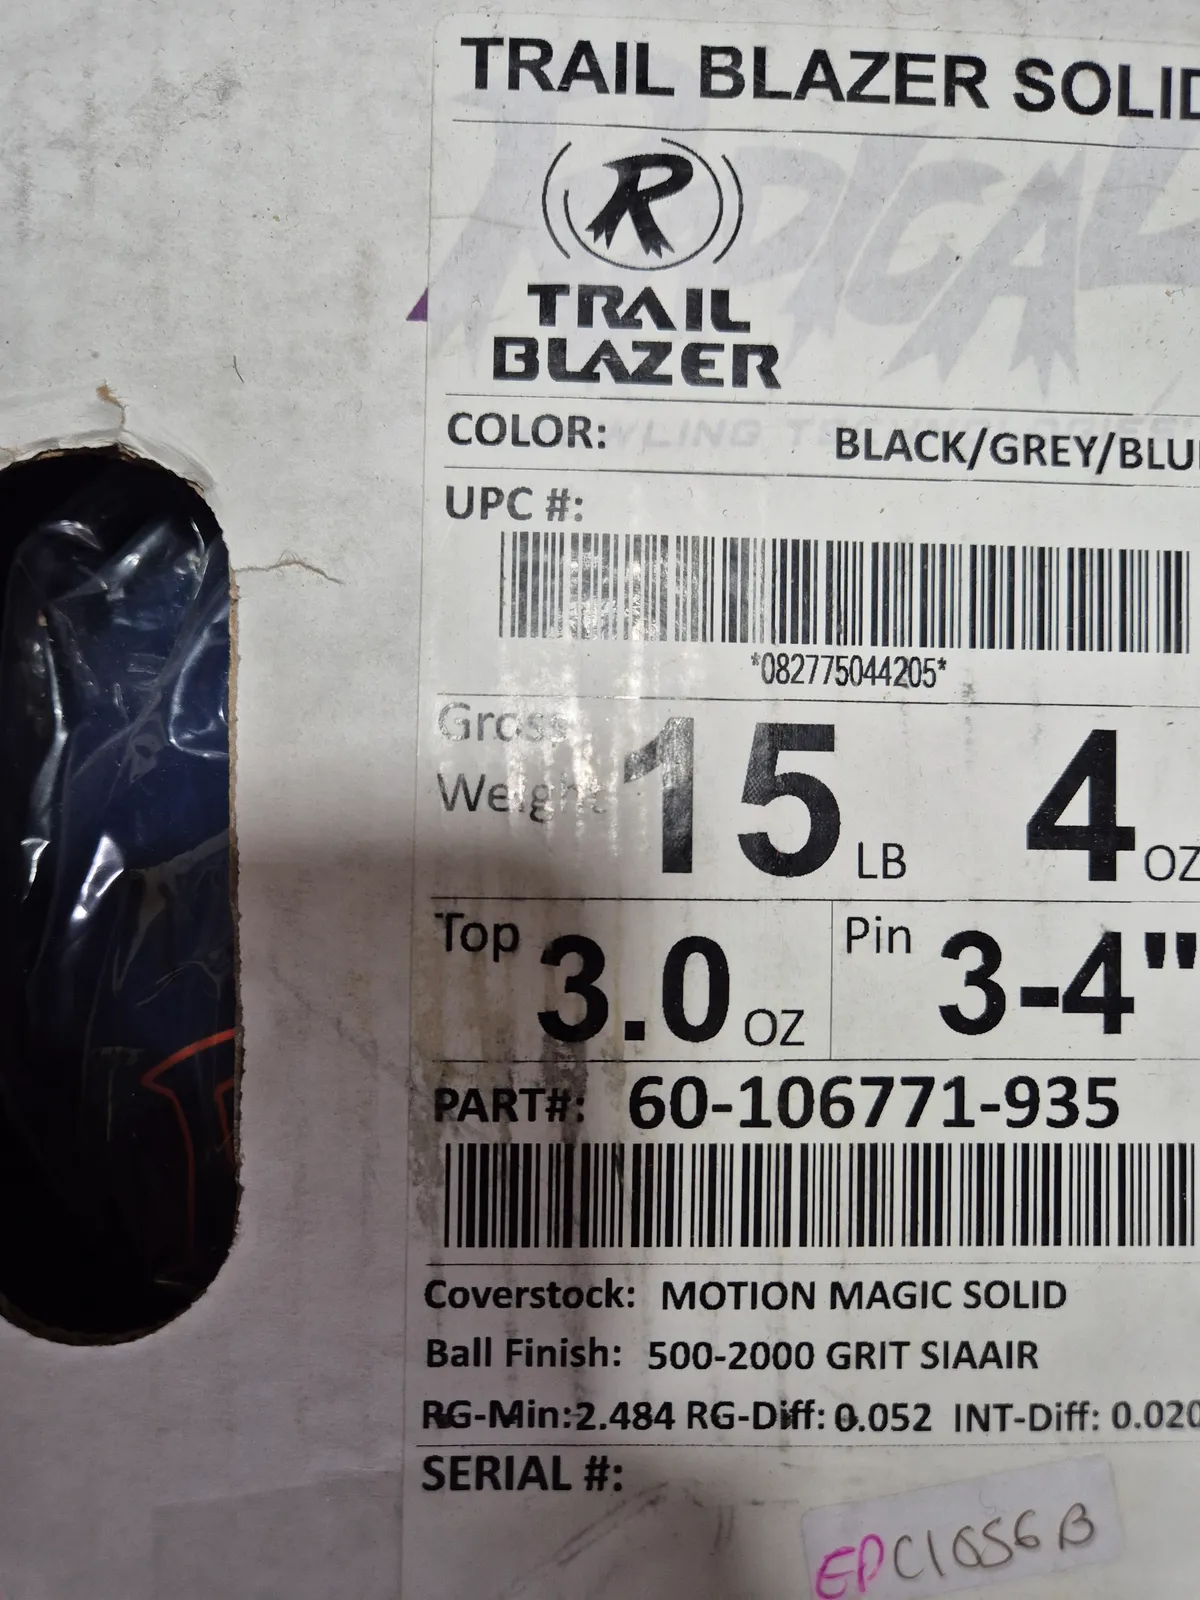 TRAIL BLAZER SOLID
R
TRAIL
BLAZER
COLOR: BLACK/GREY/BLUE
UPC #:
*082775044205*
Gross
Weight 15 LB 4 OZ
Top 3.0 OZ Pin 3-4"
PART#: 60-106771-935
Coverstock: MOTION MAGIC SOLID
Ball Finish: 500-2000 GRIT SIAAIR
RG-Min:2.484 RG-Diff: 0.052 INT-Diff: 0.020
SERIAL #: